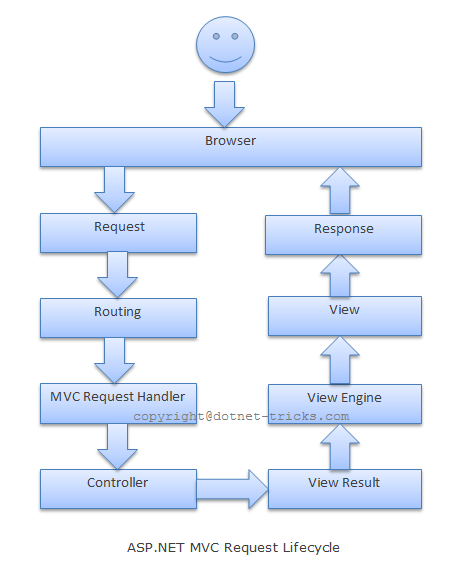 Browser
Request
Response
Routing
View
MVC Request Handler
View Engine
copyright@dotnet-tricks.com
Controller
View Result
ASP.NET MVC Request Lifecycle